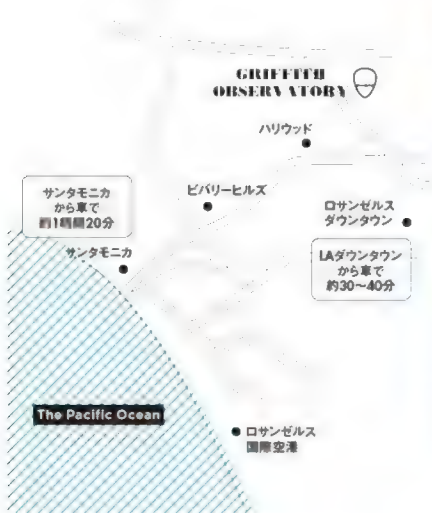 GRIFFITH
OBSERVATORY
ハリウッド
ビバリーヒルズ
サンタモニカ
から車で
約1時間20分
ロサンゼルス
ダウンタウン
サンタモニカ
LAダウンタウン
から車で
約30〜40分
The Pacific Ocean
ロサンゼルス
国際空港